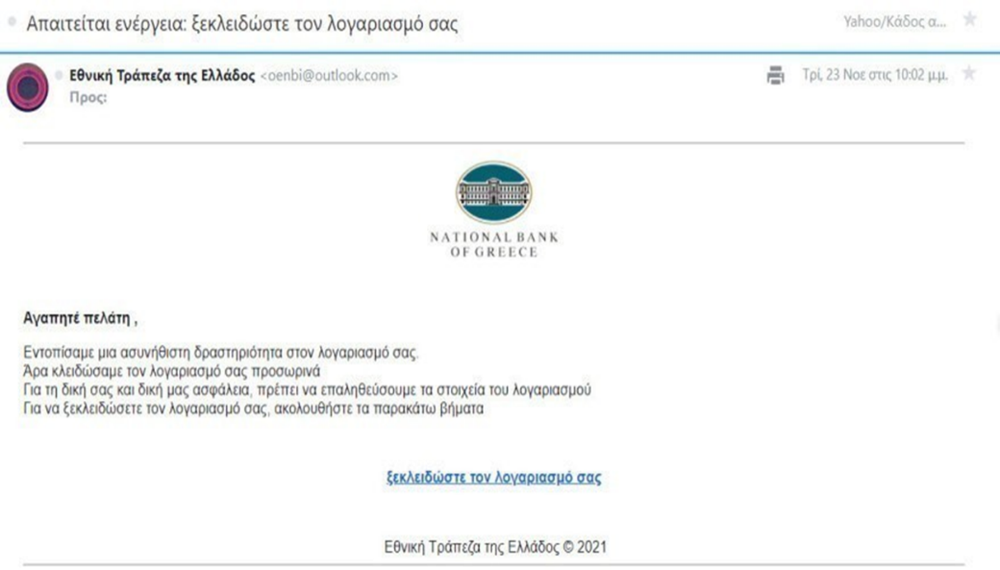 Απαιτείται ενέργεια: ξεκλειδώστε τον λογαριασμό σας
Yahoo/Κάδος α...
Εθνική Τράπεζα της Ελλάδος <oenbi@outlook.com>
Τρί, 23 Νοε στις 10:02 μ.μ.
Προς:
NATIONAL BANK
OF GREECE
Αγαπητέ πελάτη ,
Εντοπίσαμε μια ασυνήθιστη δραστηριότητα στον λογαριασμό σας.
Άρα κλειδώσαμε τον λογαριασμό σας προσωρινά
Για τη δική σας και δική μας ασφάλεια, πρέπει να επαληθεύσουμε τα στοιχεία του λογαριασμού
Για να ξεκλειδώσετε τον λογαριασμό σας, ακολουθήστε τα παρακάτω βήματα
ξεκλειδώστε τον λογαριασμό σας
Εθνική Τράπεζα της Ελλάδος © 2021